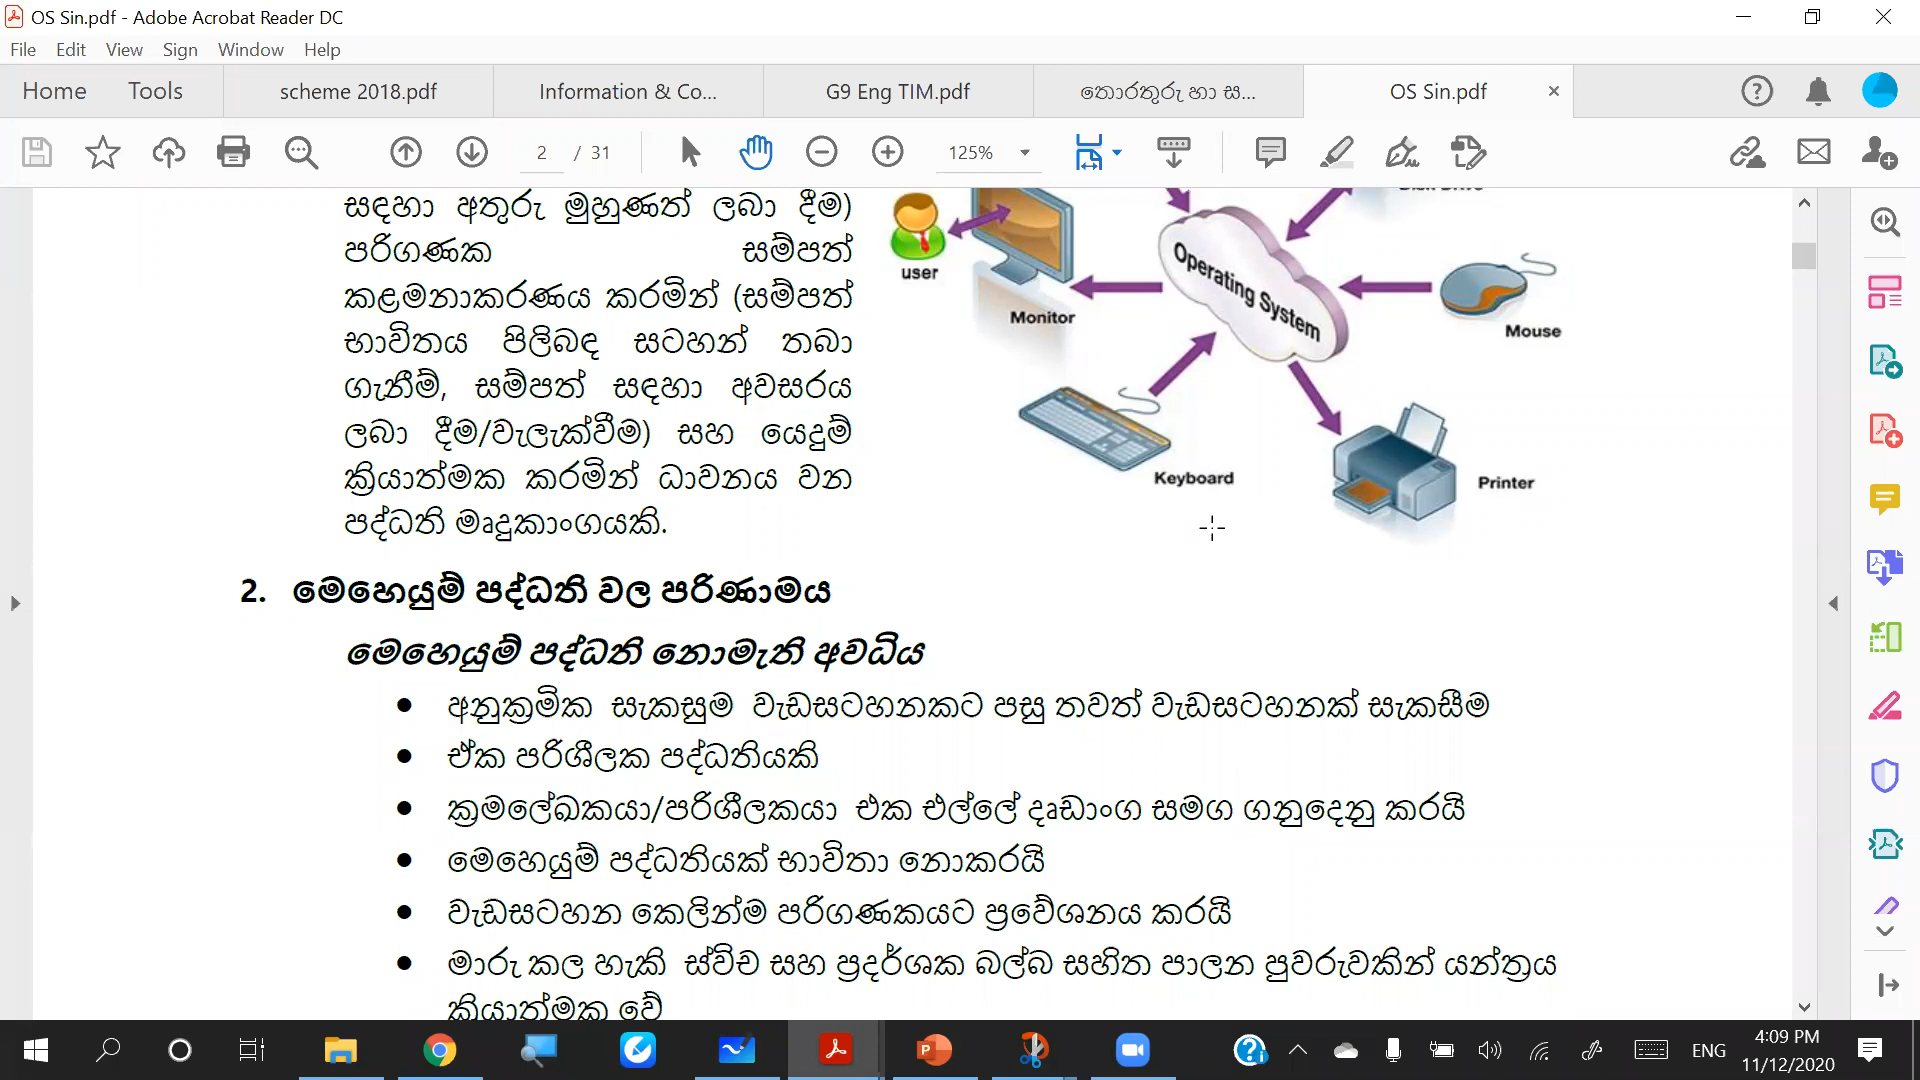 OS Sin.pdf - Adobe Acrobat Reader DC
File Edit View Sign Window Help
Home Tools scheme 2018.pdf Information & Co... G9 Eng TIM.pdf තොරතුරු හා ස... OS Sin.pdf
2 / 31 125%
සඳහා අතුරු මුහුණත් ලබා දීම)
පරිගණක සම්පත්
කළමනාකරණය කරමින් (සම්පත්
භාවිතය පිලිබඳ සටහන් තබා
ගැනීම්, සම්පත් සඳහා අවසරය
ලබා දීම/වැලැක්වීම) සහ යෙදුම්
ක්‍රියාත්මක කරමින් ධාවනය වන
පද්ධති මෘදුකාංගයකි.
Disk Drive
user
Operating System
Monitor
Mouse
Keyboard
Printer
2. මෙහෙයුම් පද්ධති වල පරිණාමය
මෙහෙයුම් පද්ධති නොමැති අවධිය
• අනුක්‍රමික සැකසුම වැඩසටහනකට පසු තවත් වැඩසටහනක් සැකසීම
• ඒක පරිශීලක පද්ධතියකි
• ක්‍රමලේඛකයා/පරිශීලකයා එක එල්ලේ දෘඩාංග සමග ගනුදෙනු කරයි
• මෙහෙයුම් පද්ධතියක් භාවිතා නොකරයි
• වැඩසටහන කෙලින්ම පරිගණකයට ප්‍රවේශනය කරයි
• මාරු කල හැකි ස්විච සහ ප්‍රදර්ශක බල්බ සහිත පාලන පුවරුවකින් යන්ත්‍රය
ක්‍රියාත්මක වේ
ENG
4:09 PM
11/12/2020